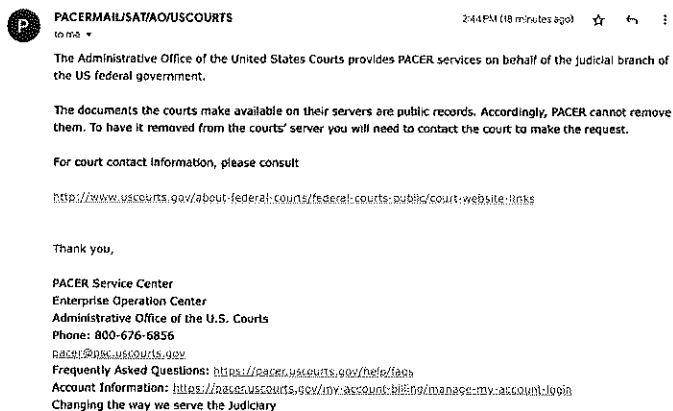 P
PACERMAIL/SAT/AO/USCOURTS
2:44 PM (18 minutes ago)
to me
The Administrative Office of the United States Courts provides PACER services on behalf of the judicial branch of
the US federal government.
The documents the courts make available on their servers are public records. Accordingly, PACER cannot remove
them. To have it removed from the courts' server you will need to contact the court to make the request.
For court contact information, please consult
http://www.uscourts.gov/about-federal-courts/federal-courts-public/court-website-links
Thank you,
PACER Service Center
Enterprise Operation Center
Administrative Office of the U.S. Courts
Phone: 800-676-6856
pacer@psc.uscourts.gov
Frequently Asked Questions: https://pacer.uscourts.gov/help/faqs
Account Information: https://pacer.uscourts.gov/my-account-billing/manage-my-account-login
Changing the way we serve the Judiciary